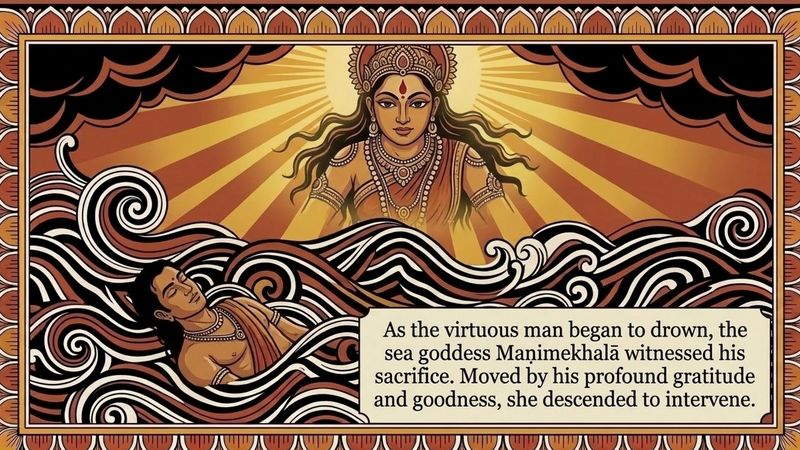 As the virtuous man began to drown, the
sea goddess Maṇimekhalā witnessed his
sacrifice. Moved by his profound gratitude
and goodness, she descended to intervene.